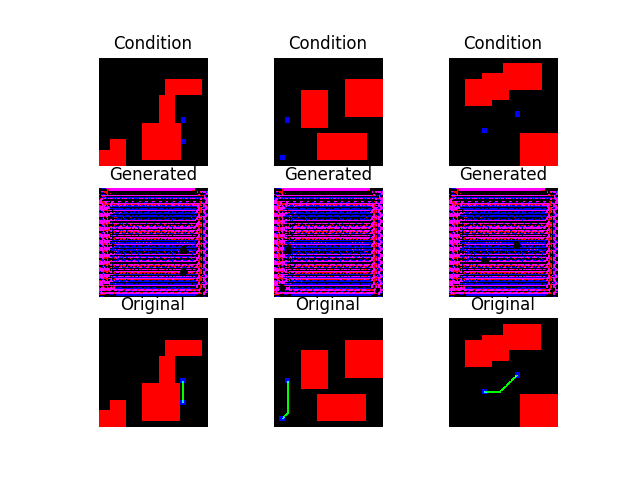 Condition Condition Condition
Generated Generated Generated
Original Original Original